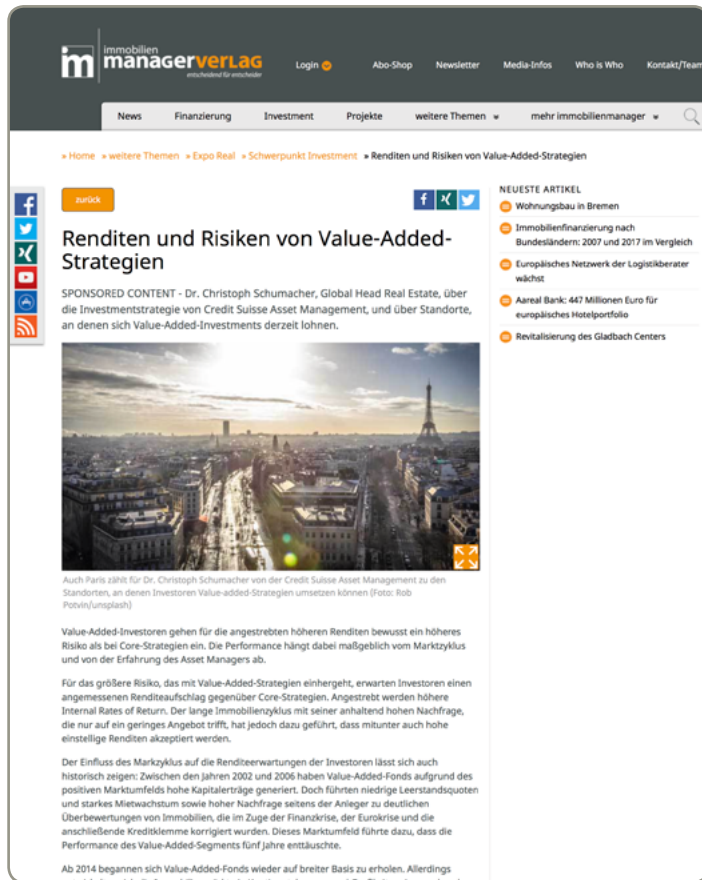 immobilien
managerverlag
entscheidend für entscheider
im
Login
Abo-Shop
Newsletter
Media-Infos
Who is Who
Kontakt/Team
News
Finanzierung
Investment
Projekte
weitere Themen
mehr immobilienmanager
» Home » weitere Themen » Expo Real » Schwerpunkt Investment » Renditen und Risiken von Value-Added-Strategien
zurück
Renditen und Risiken von Value-Added-
Strategien
SPONSORED CONTENT - Dr. Christoph Schumacher, Global Head Real Estate, über
die Investmentstrategie von Credit Suisse Asset Management, und über Standorte,
an denen sich Value-Added-Investments derzeit lohnen.
Auch Paris zählt für Dr. Christoph Schumacher von der Credit Suisse Asset Management zu den
Standorten, an denen Investoren Value-added-Strategien umsetzen können (Foto: Rob
Potvin/unsplash)
Value-Added-Investoren gehen für die angestrebten höheren Renditen bewusst ein höheres
Risiko als bei Core-Strategien ein. Die Performance hängt dabei maßgeblich vom Marktzyklus
und von der Erfahrung des Asset Managers ab.
Für das größere Risiko, das mit Value-Added-Strategien einhergeht, erwarten Investoren einen
angemessenen Renditeaufschlag gegenüber Core-Strategien. Angestrebt werden höhere
Internal Rates of Return. Der lange Immobilienzyklus mit seiner anhaltend hohen Nachfrage,
die nur auf ein geringes Angebot trifft, hat jedoch dazu geführt, dass mitunter auch hohe
einstellige Renditen akzeptiert werden.
Der Einfluss des Markzyklus auf die Renditeerwartungen der Investoren lässt sich auch
historisch zeigen: Zwischen den Jahren 2002 und 2006 haben Value-Added-Fonds aufgrund des
positiven Marktumfelds hohe Kapitalerträge generiert. Doch führten niedrige Leerstandsquoten
und starkes Mietwachstum sowie hoher Nachfrage seitens der Anleger zu deutlichen
Überbewertungen von Immobilien, die im Zuge der Finanzkrise, der Eurokrise und die
anschließende Kreditklemme korrigiert wurden. Dieses Marktumfeld führte dazu, dass die
Performance des Value-Added-Segments fünf Jahre enttäuschte.
Ab 2014 begannen sich Value-Added-Fonds wieder auf breiter Basis zu erholen. Allerdings
NEUESTE ARTIKEL
Wohnungsbau in Bremen
Immobilienfinanzierung nach
Bundesländern: 2007 und 2017 im Vergleich
Europäisches Netzwerk der Logistikberater
wächst
Aareal Bank: 447 Millionen Euro für
europäisches Hotelportfolio
Revitalisierung des Gladbach Centers